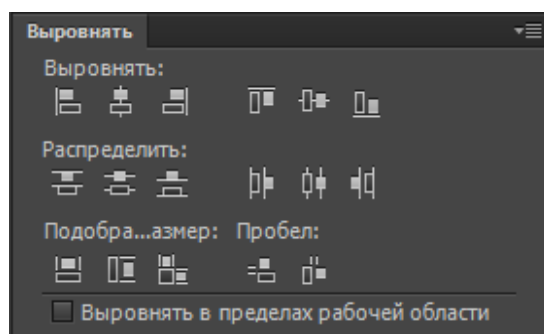 Выровнять
Выровнять:
Распределить:
Подобра...азмер: Пробел:
Выровнять в пределах рабочей области